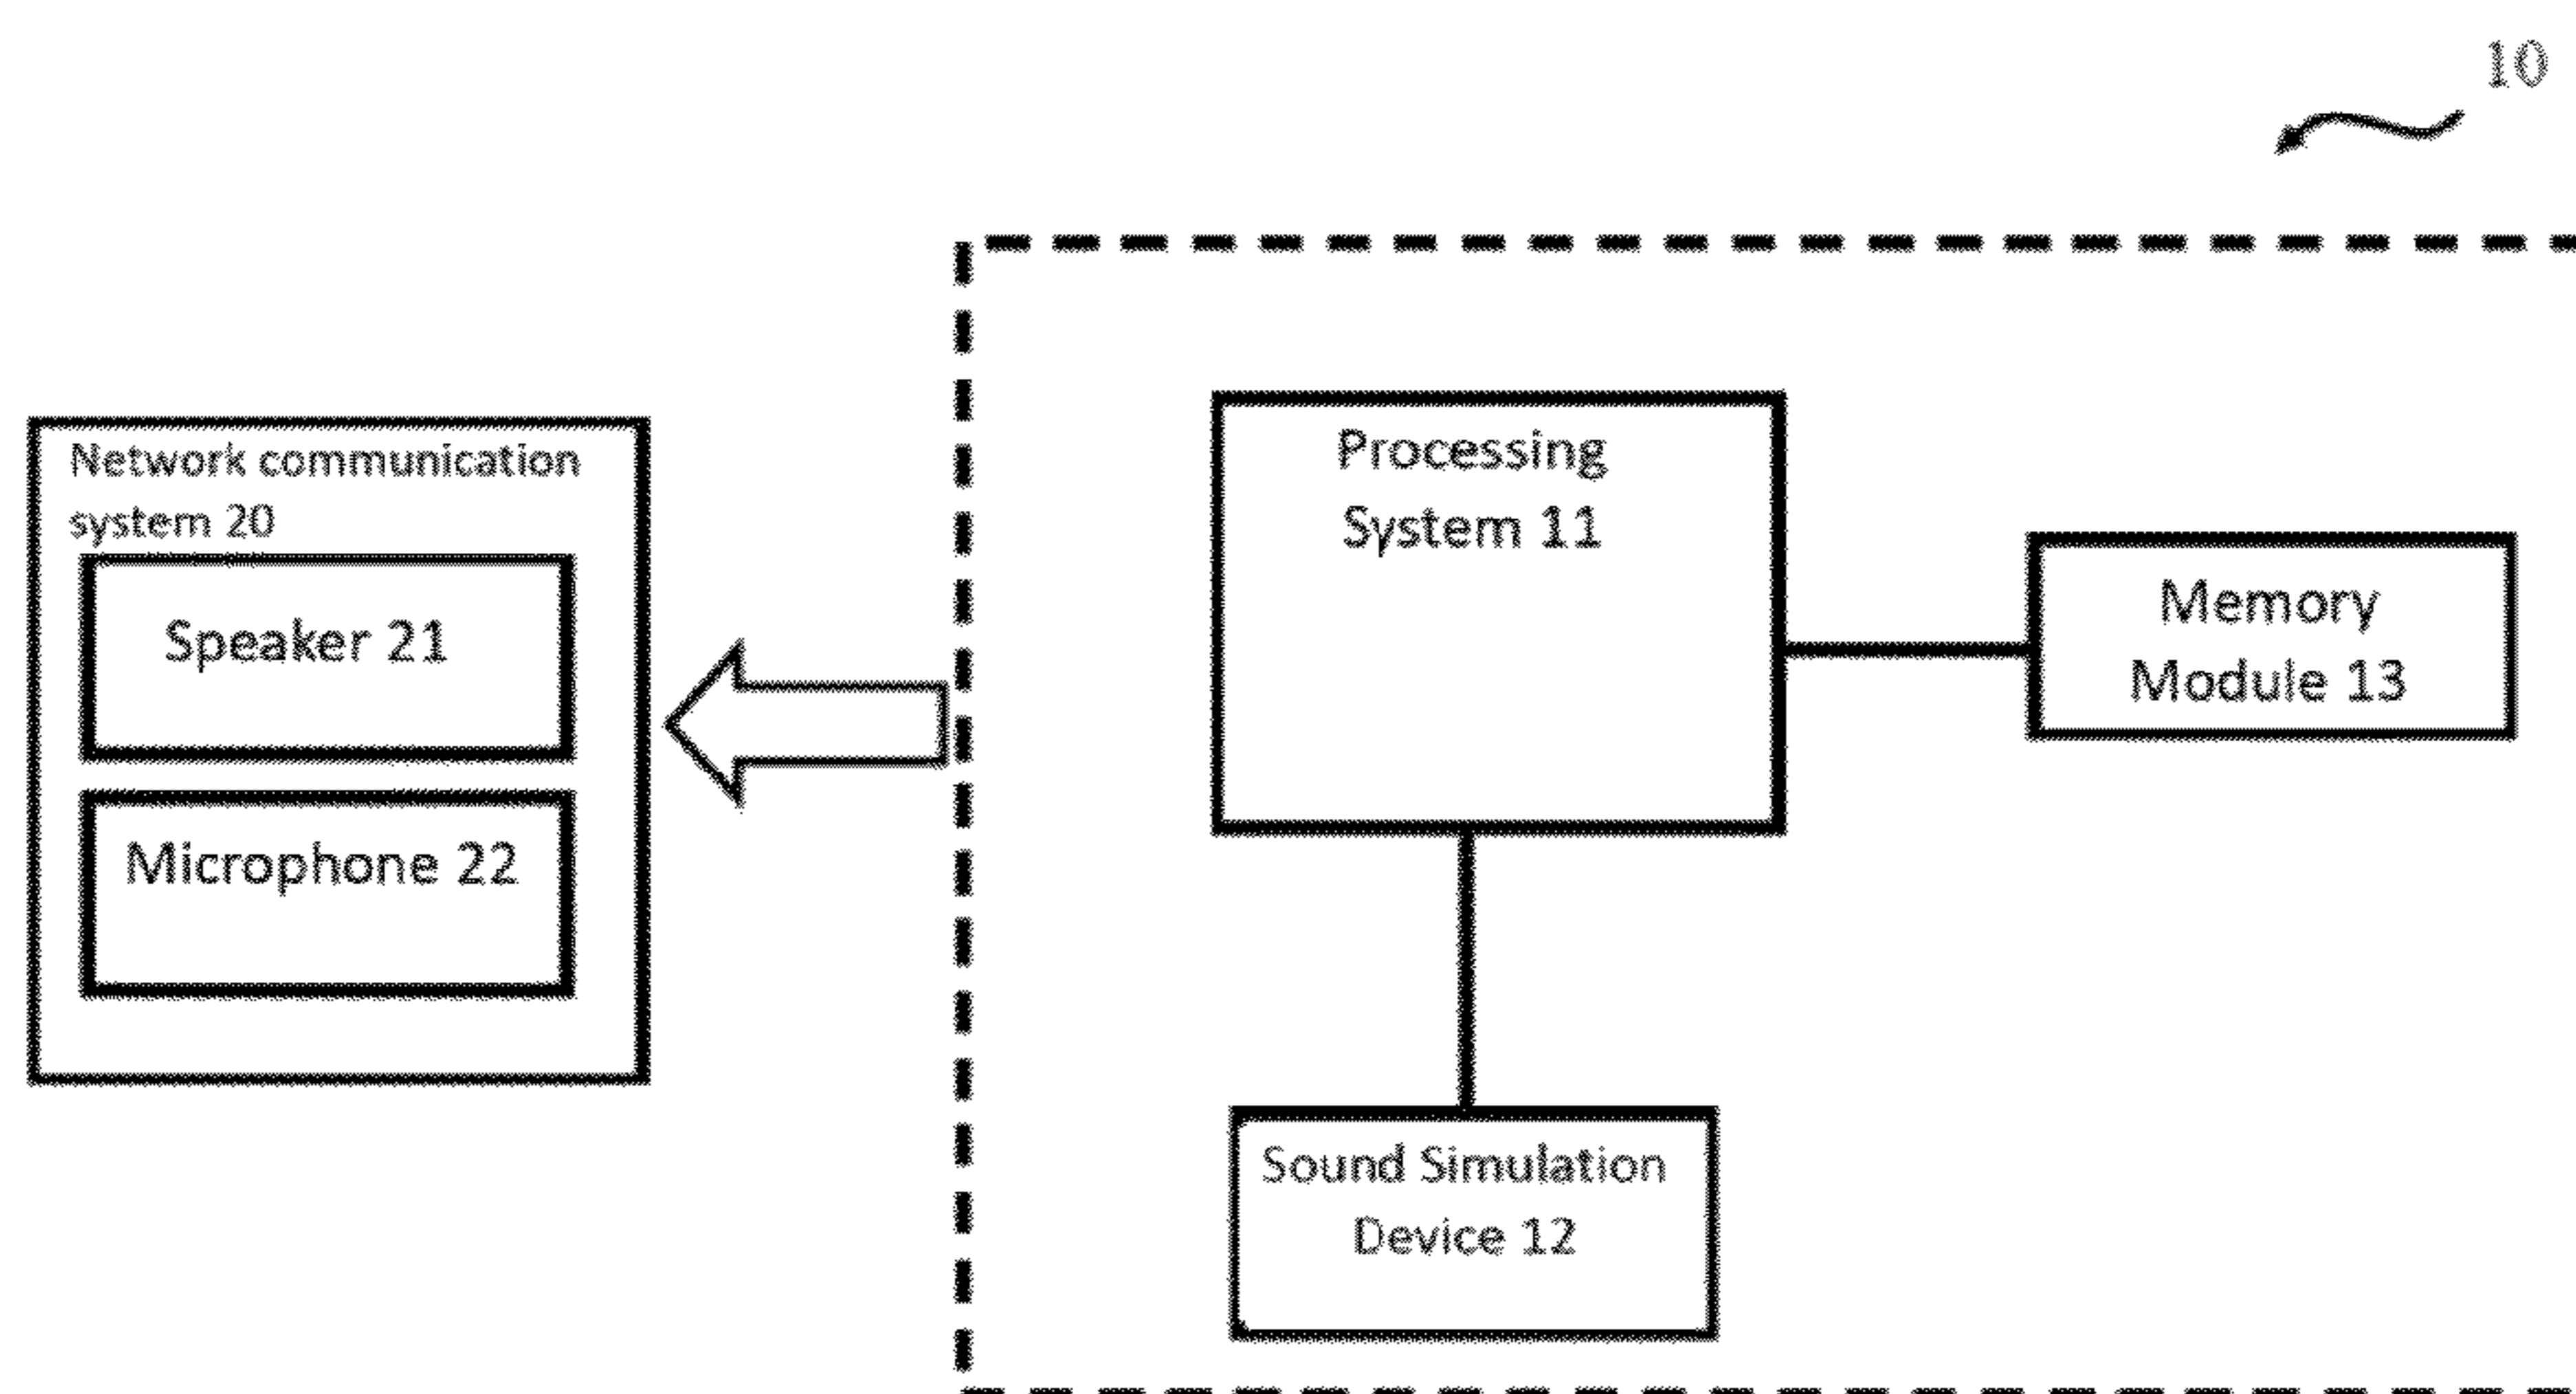 10
Network communication
system 20
Speaker 21
Microphone 22
Processing
System 11
Memory
Module 13
Sound Simulation
Device 12